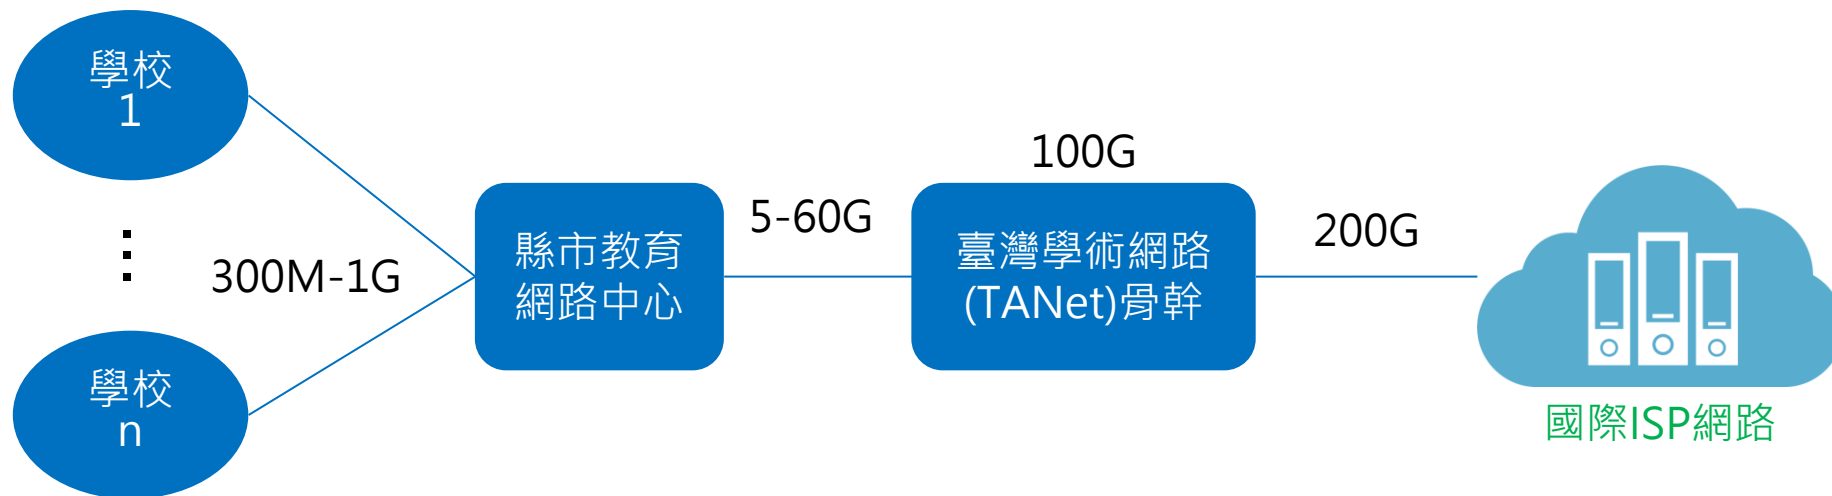 學校
1
⋮
學校
n
300M-1G
縣市教育
網路中心
5-60G
100G
臺灣學術網路
(TANet)骨幹
200G
國際ISP網路